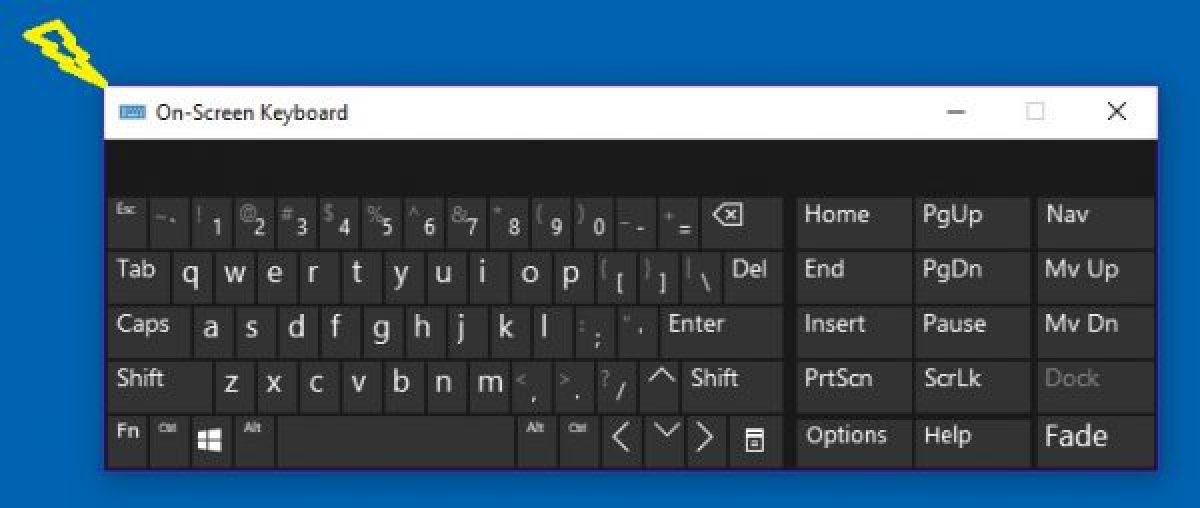 On-Screen Keyboard
Esc ~ ` ! 1 @ 2 # 3 $ 4 % 5 ^ 6 & 7 * 8 ( 9 ) 0 _ - + = Home PgUp Nav
Tab q w e r t y u i o p { [ } ] | \ Del End PgDn Mv Up
Caps a s d f g h j k l : ; " ' Enter Insert Pause Mv Dn
Shift z x c v b n m < , > . ? / Shift PrtScn ScrLk Dock
Fn Ctrl Alt Alt Ctrl Options Help Fade